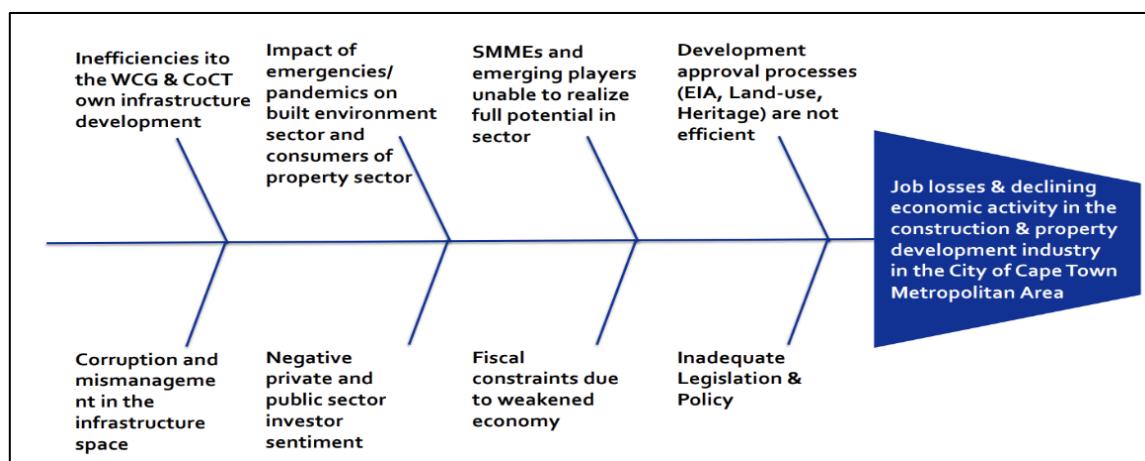 Inefficiencies ito
the WCG & CoCT
own infrastructure
development
Impact of
emergencies/
pandemics on
built environment
sector and
consumers of
property sector
SMMEs and
emerging players
unable to realize
full potential in
sector
Development
approval processes
(EIA, Land-use,
Heritage) are not
efficient
Job losses & declining
economic activity in the
construction & property
development industry
in the City of Cape Town
Metropolitan Area
Corruption and
mismanageme
nt in the
infrastructure
space
Negative
private and
public sector
investor
sentiment
Fiscal
constraints due
to weakened
economy
Inadequate
Legislation &
Policy